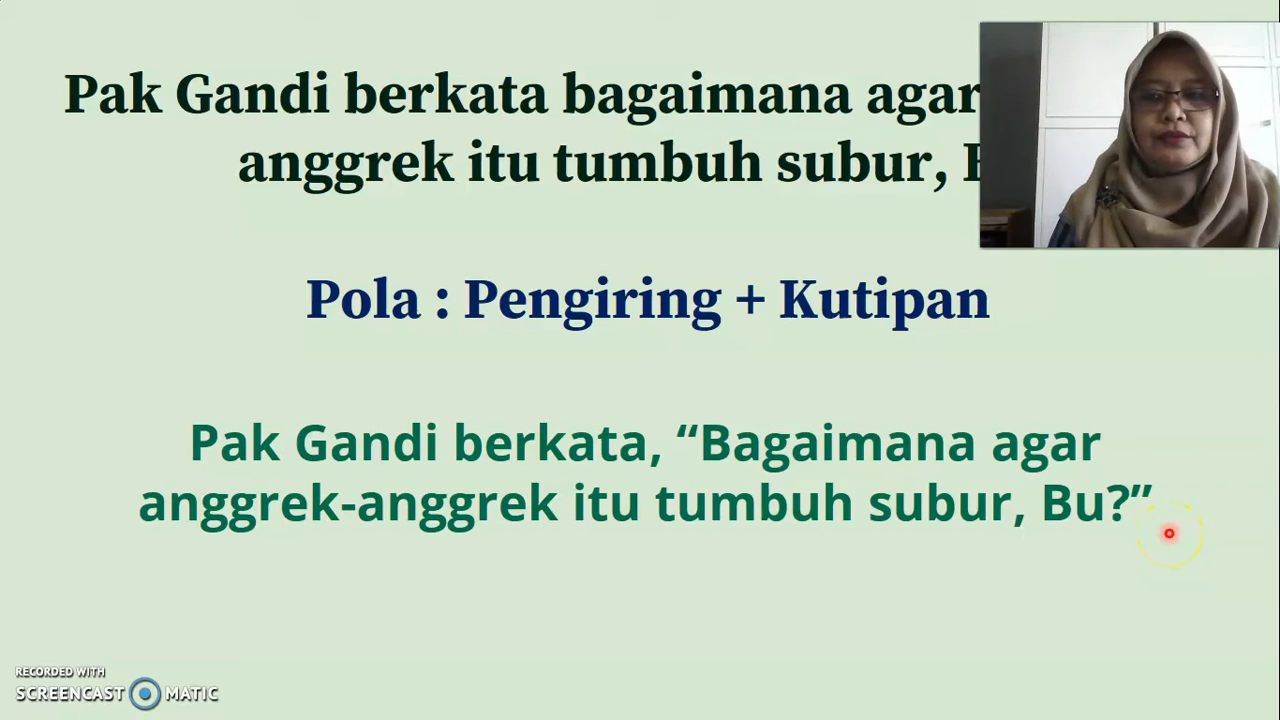 Pak Gandi berkata bagaimana agar
anggrek itu tumbuh subur,
Pola : Pengiring + Kutipan
Pak Gandi berkata, “Bagaimana agar
anggrek-anggrek itu tumbuh subur, Bu?”
RECORDED WITH
SCREENCAST MATIC